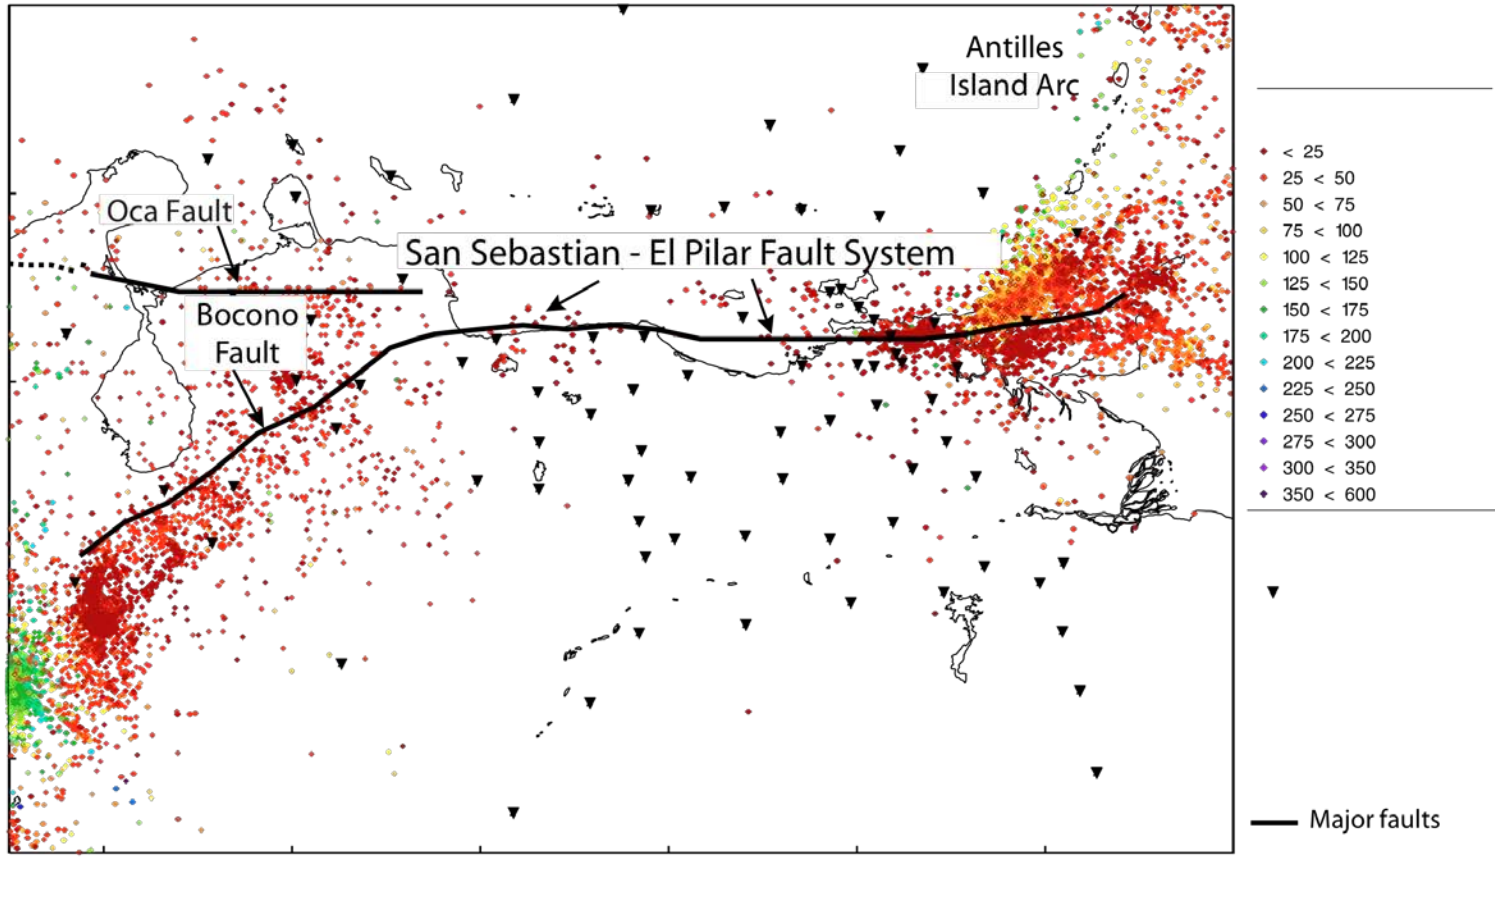 Antilles
Island Arc
Oca Fault
San Sebastian - El Pilar Fault System
Bocono
Fault
< 25
25 < 50
50 < 75
75 < 100
100 < 125
125 < 150
150 < 175
175 < 200
200 < 225
225 < 250
250 < 275
275 < 300
300 < 350
350 < 600
Major faults